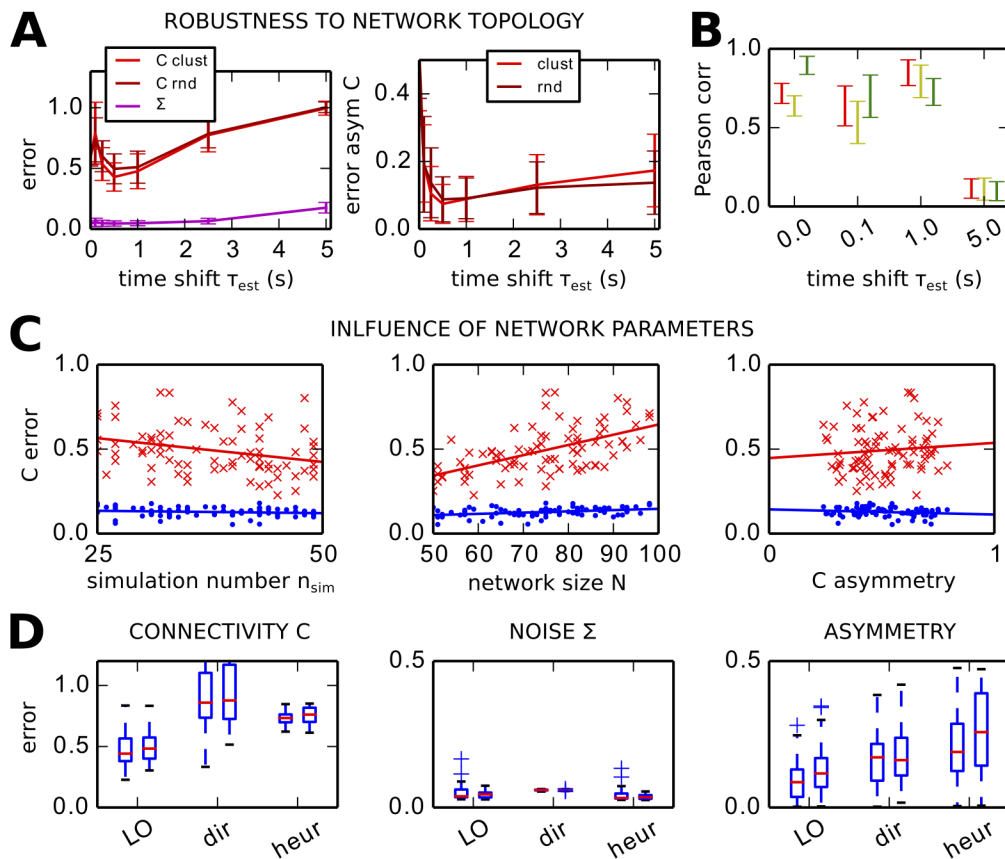 A
ROBUSTNESS TO NETWORK TOPOLOGY
C clust
C rnd
Σ
error
1.0
0.5
0.0
0 1 2 3 4 5
time shift τest (s)
clust
rnd
error asym C
0.4
0.2
0.0
0 1 2 3 4 5
time shift τest (s)
B
Pearson corr
1.0
0.5
0.0
0.0 0.1 1.0 5.0
time shift τest (s)
C
INLFUENCE OF NETWORK PARAMETERS
C error
1.0
0.5
0.0
25 50
simulation number nsim
1.0
0.5
0.0
50 60 70 80 90 100
network size N
1.0
0.5
0.0
0 1
C asymmetry
D
CONNECTIVITY C
error
1.0
0.5
0.0
LO dir heur
NOISE Σ
0.5
0.0
LO dir heur
ASYMMETRY
0.5
0.0
LO dir heur